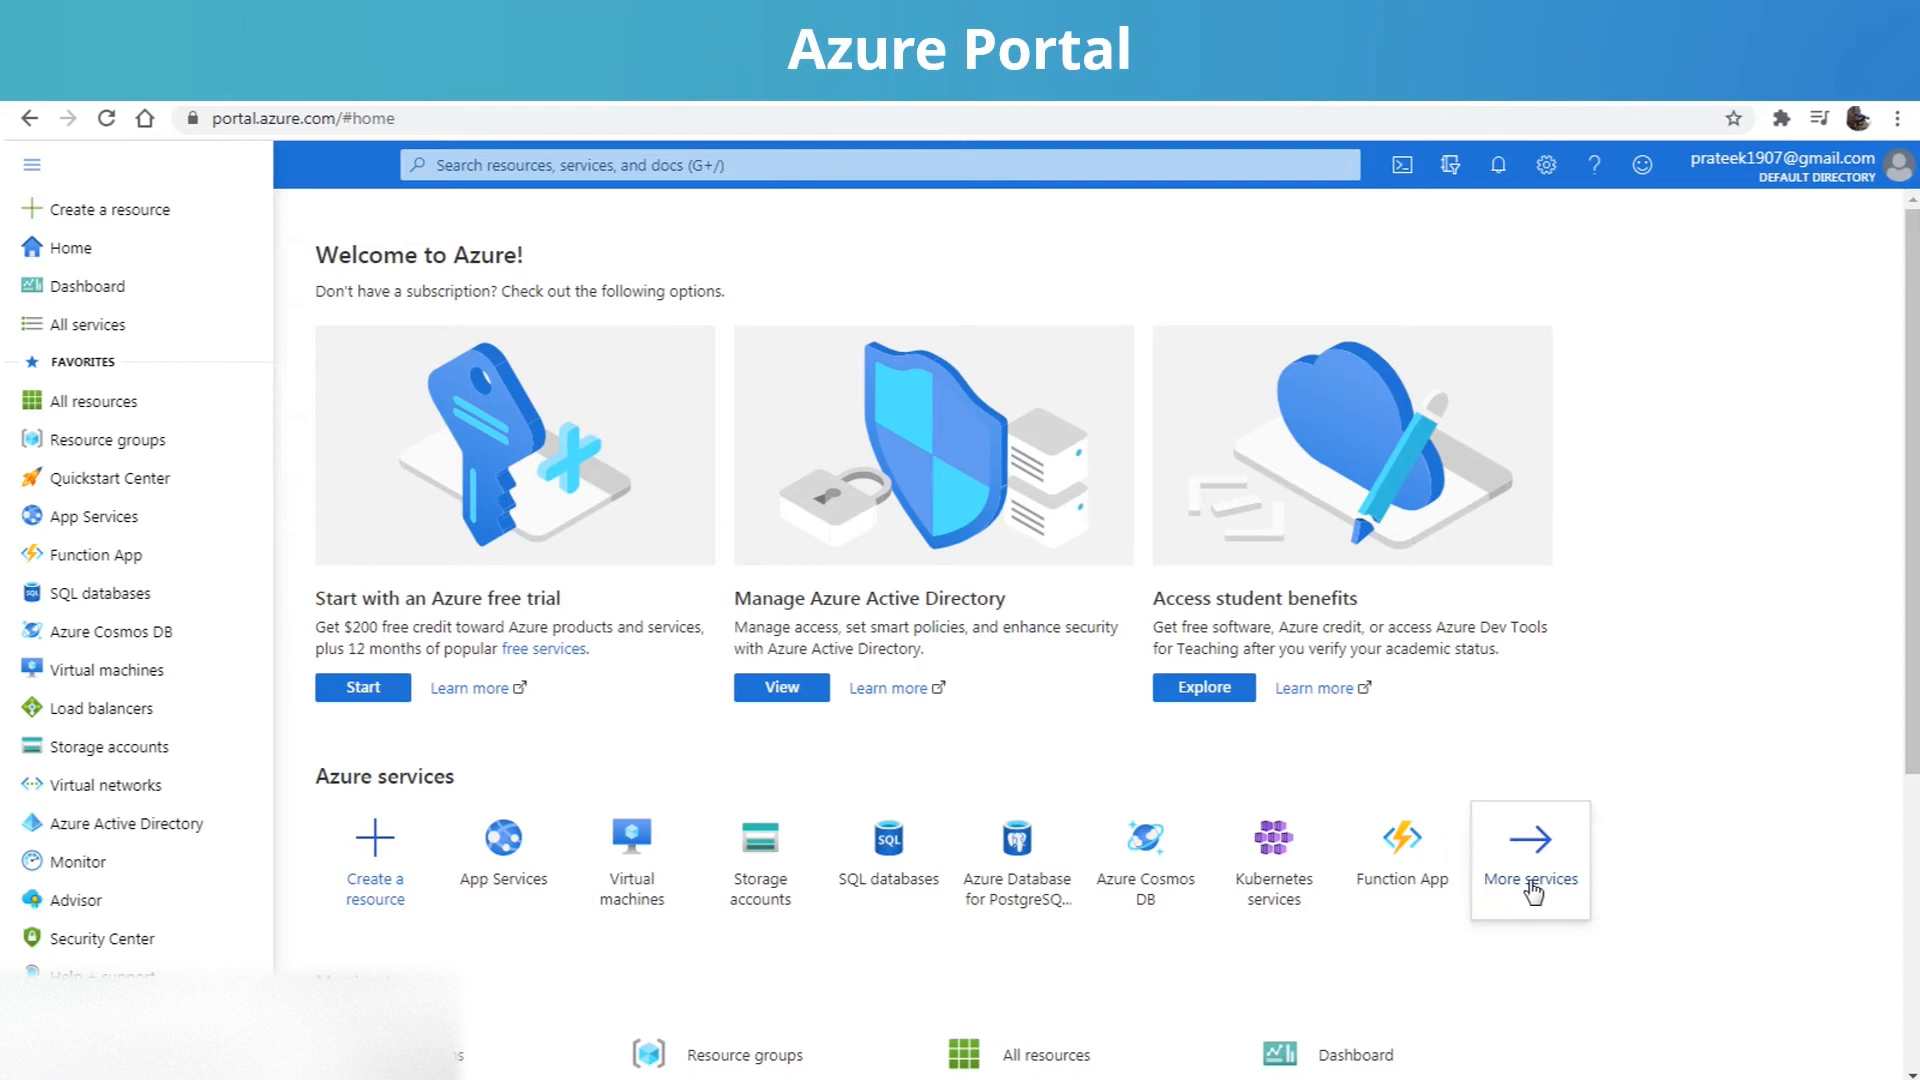 Azure Portal
portal.azure.com/#home
Search resources, services, and docs (G+/)
prateek1907@gmail.com
DEFAULT DIRECTORY
Create a resource
Home
Dashboard
All services
FAVORITES
All resources
Resource groups
Quickstart Center
App Services
Function App
SQL databases
Azure Cosmos DB
Virtual machines
Load balancers
Storage accounts
Virtual networks
Azure Active Directory
Monitor
Advisor
Security Center
Help + support
Welcome to Azure!
Don't have a subscription? Check out the following options.
Start with an Azure free trial
Get $200 free credit toward Azure products and services,
plus 12 months of popular free services.
Start
Learn more
Manage Azure Active Directory
Manage access, set smart policies, and enhance security
with Azure Active Directory.
View
Learn more
Access student benefits
Get free software, Azure credit, or access Azure Dev Tools
for Teaching after you verify your academic status.
Explore
Learn more
Azure services
Create a
resource
App Services
Virtual
machines
Storage
accounts
SQL
SQL databases
Azure Database
for PostgreSQ...
Azure Cosmos
DB
Kubernetes
services
Function App
More services
Resource groups
All resources
Dashboard